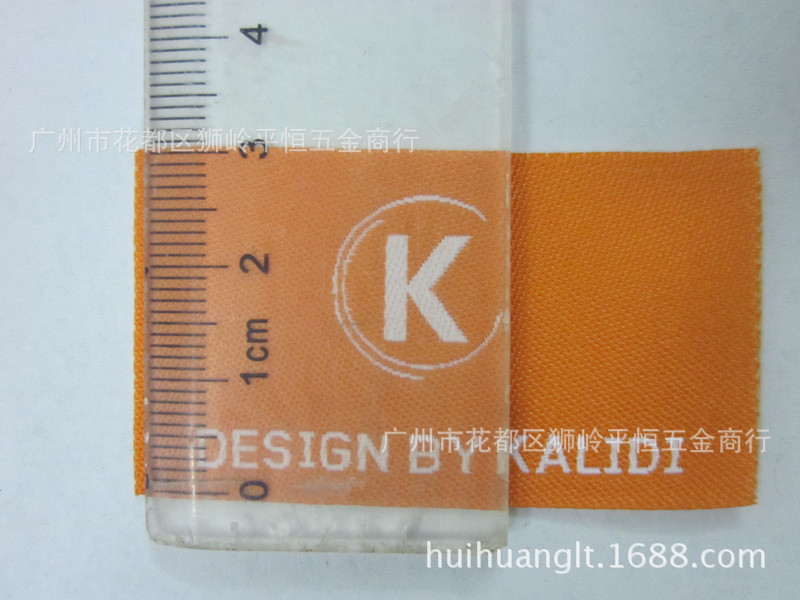 4
广州市花都区狮岭平恒五金商行
3
K
2
1cm
DESIGN BY KALIDI
广州市花都区狮岭平恒五金商行
0
huihuanglt.1688.com